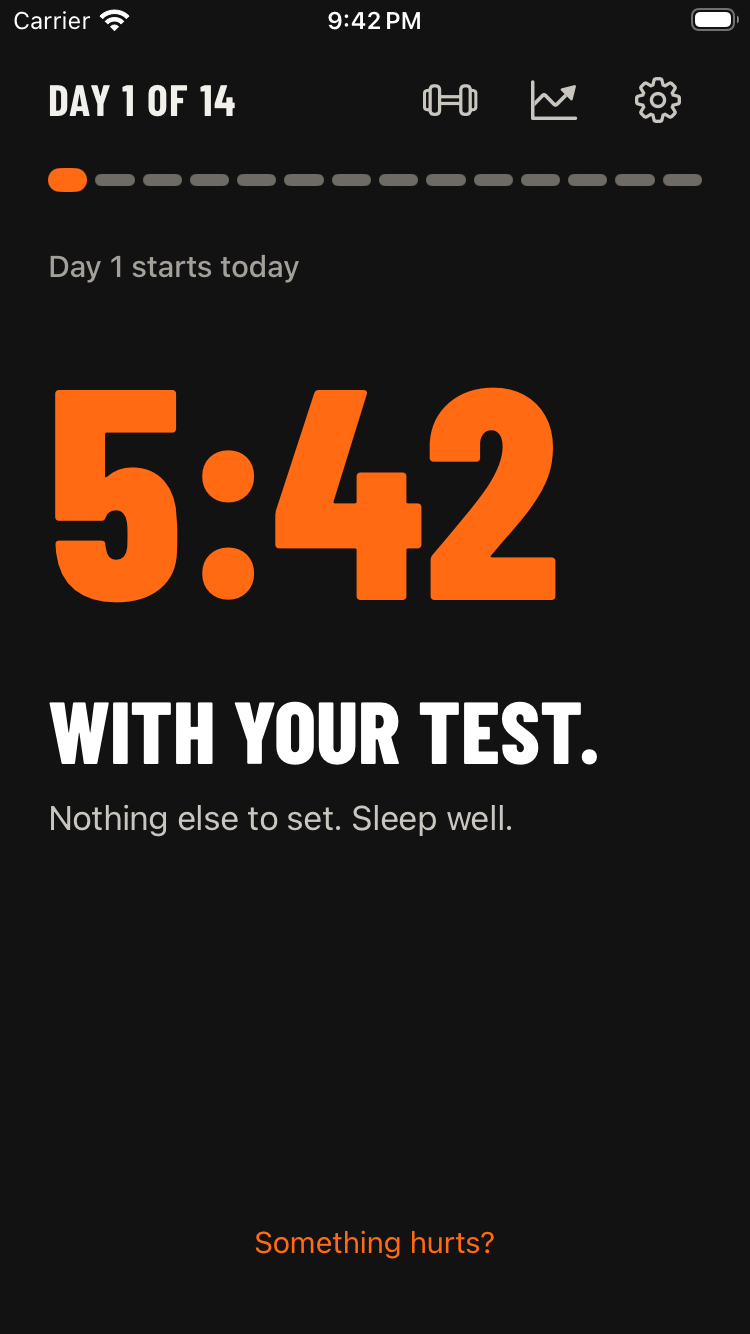 Carrier 9:42 PM
DAY 1 OF 14
Day 1 starts today
5:42
WITH YOUR TEST.
Nothing else to set. Sleep well.
Something hurts?